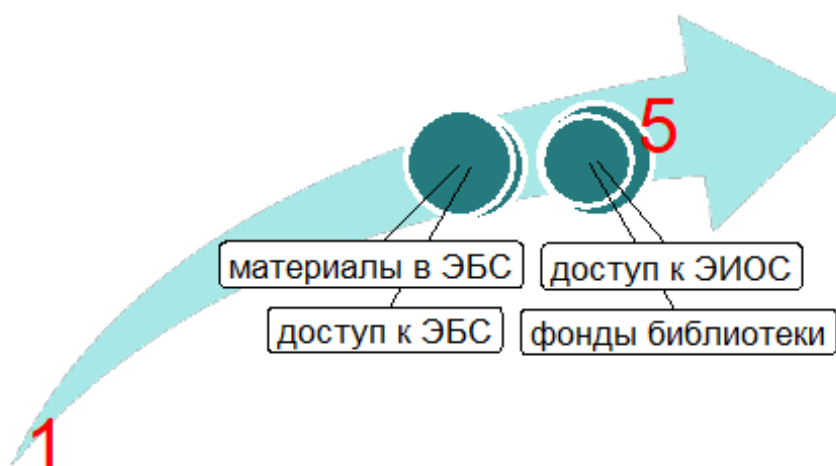 5
материалы в ЭБС
доступ к ЭИОС
доступ к ЭБС
фонды библиотеки
1